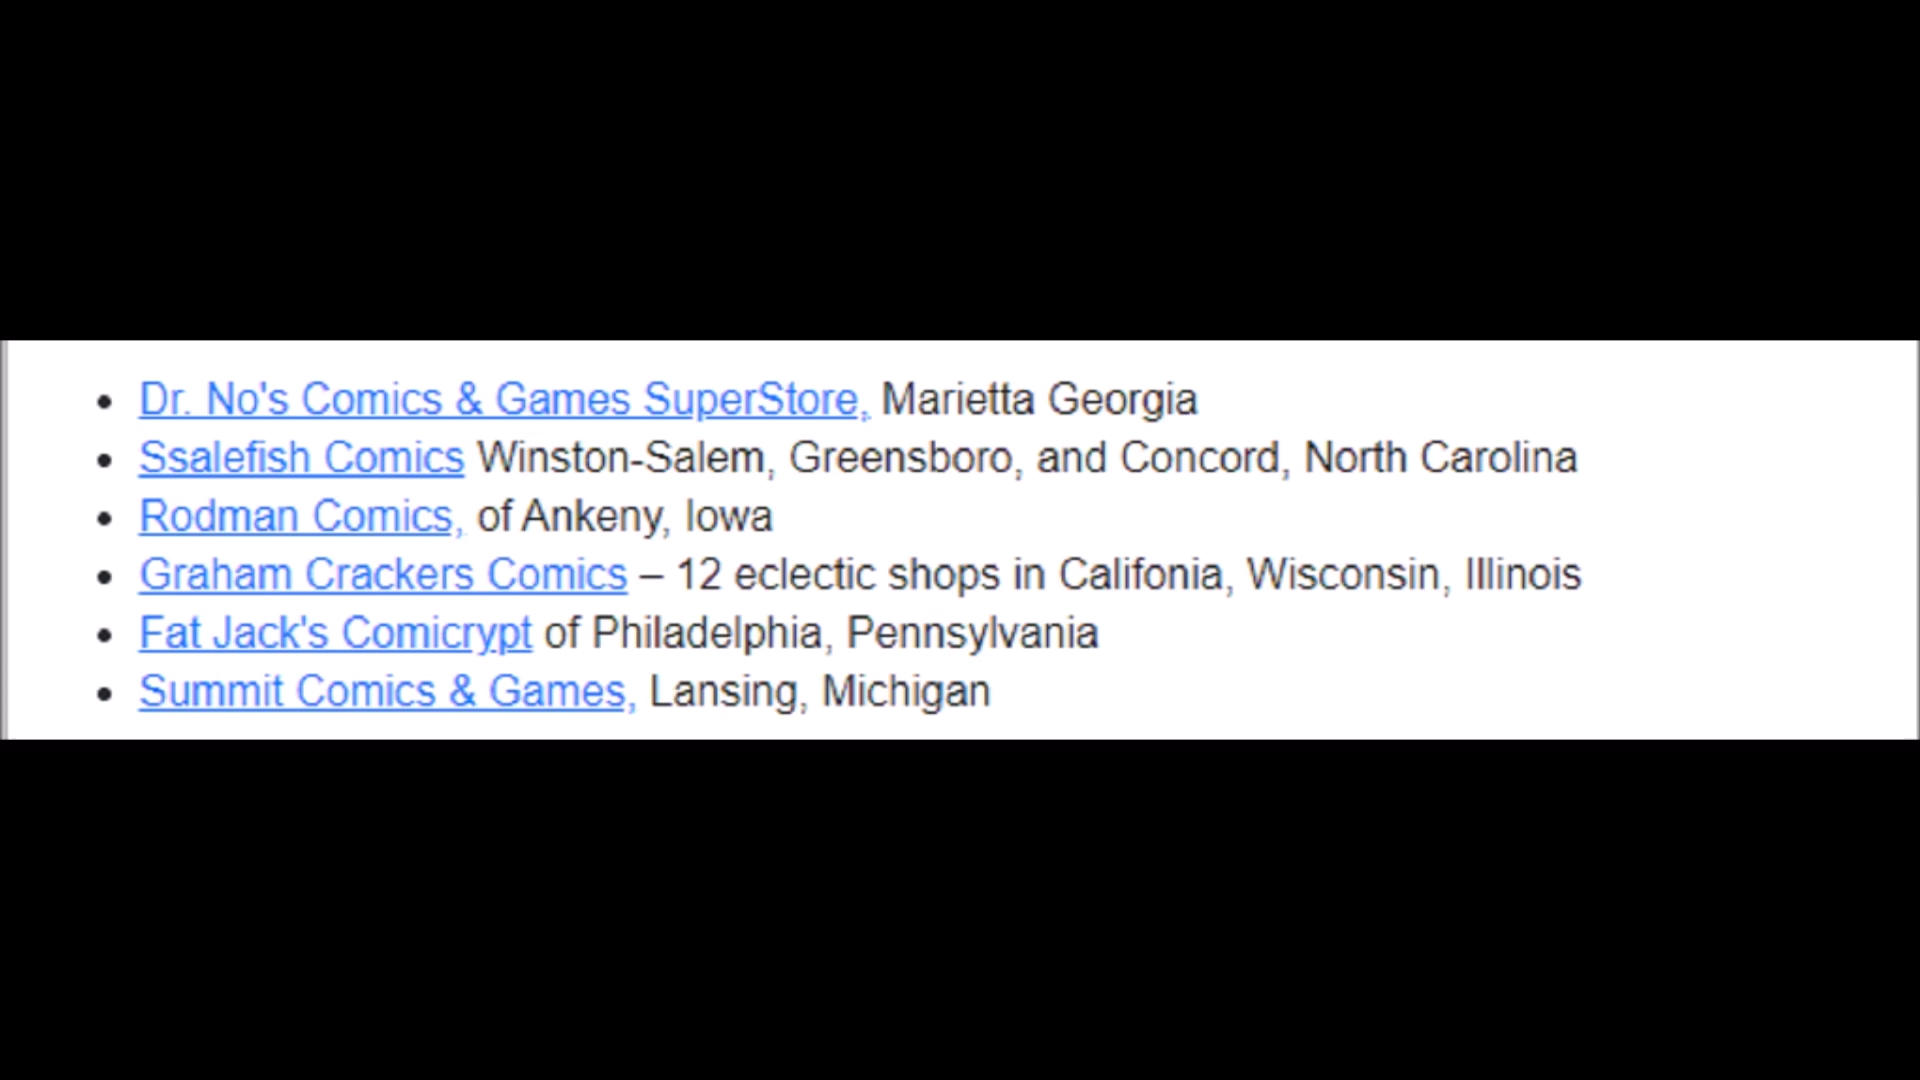 Dr. No's Comics & Games SuperStore, Marietta Georgia
Ssalefish Comics Winston-Salem, Greensboro, and Concord, North Carolina
Rodman Comics, of Ankeny, Iowa
Graham Crackers Comics – 12 eclectic shops in Califonia, Wisconsin, Illinois
Fat Jack's Comicrypt of Philadelphia, Pennsylvania
Summit Comics & Games, Lansing, Michigan